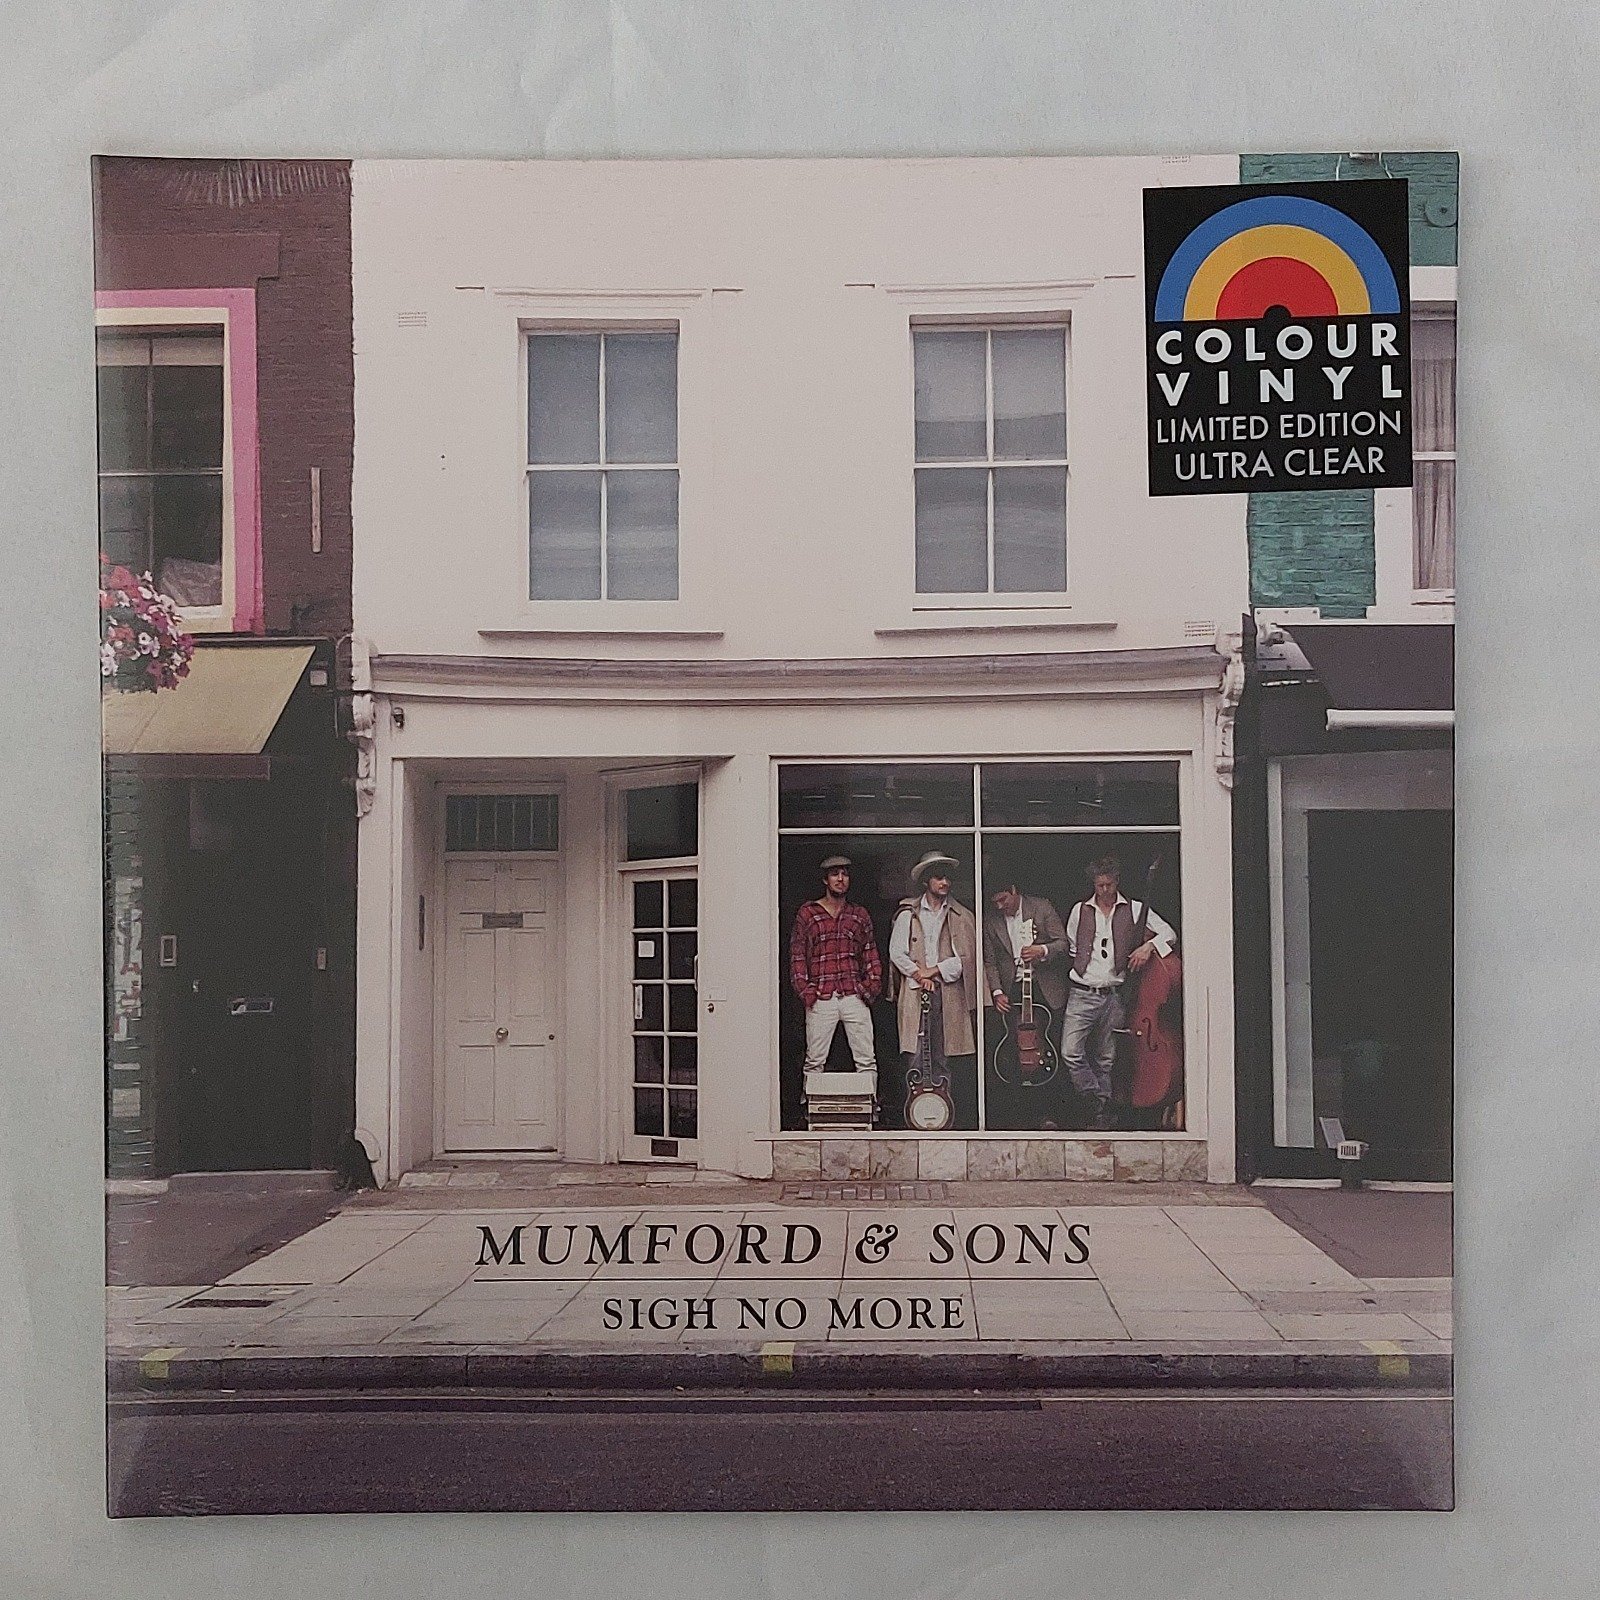 COLOUR
VINYL
LIMITED EDITION
ULTRA CLEAR
MUMFORD & SONS
SIGH NO MORE